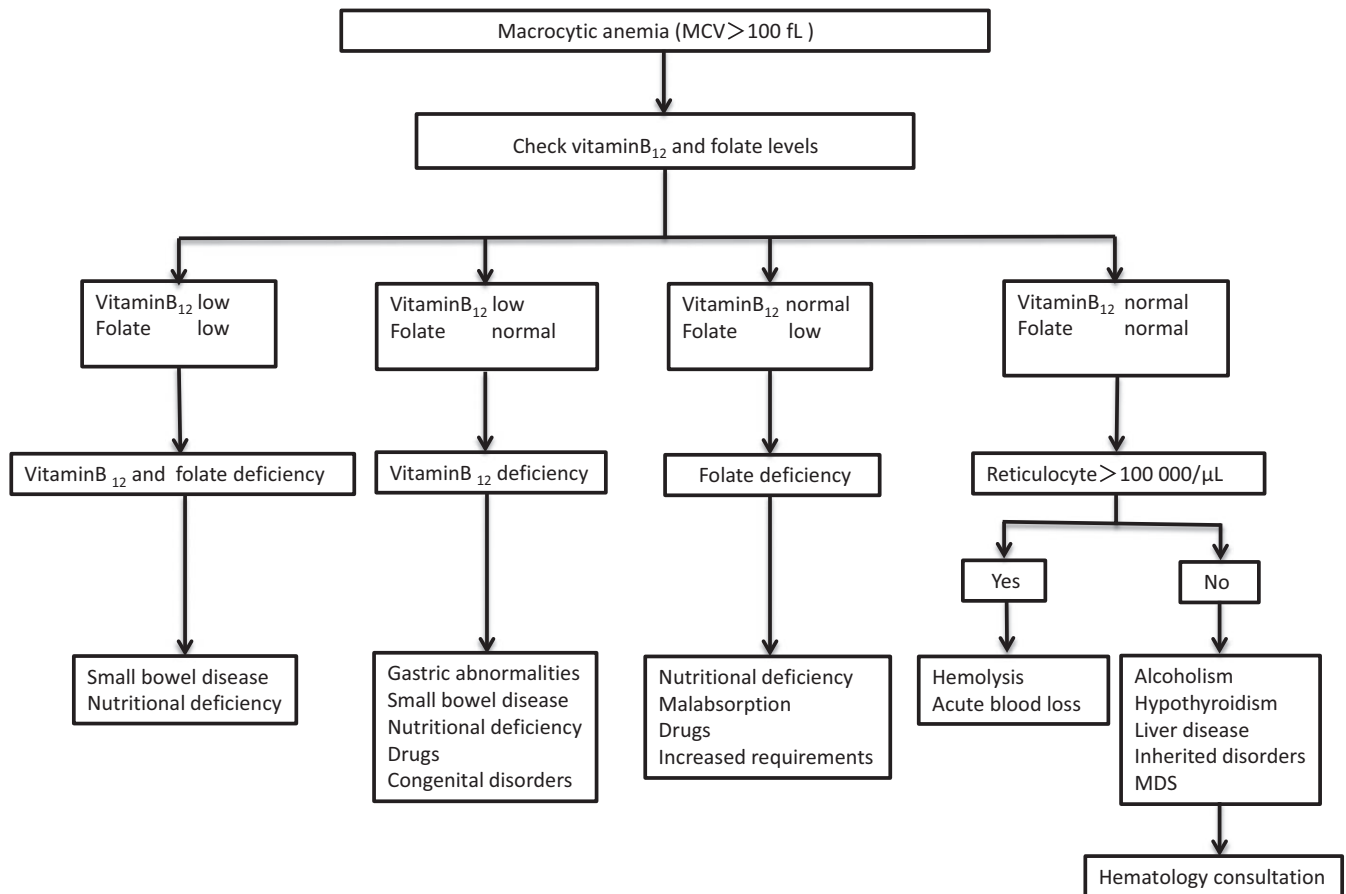 Macrocytic anemia (MCV＞100 fL )
Check vitaminB₁₂ and folate levels
VitaminB₁₂ low
Folate low
VitaminB₁₂ low
Folate normal
VitaminB₁₂ normal
Folate low
VitaminB₁₂ normal
Folate normal
VitaminB ₁₂ and folate deficiency
VitaminB ₁₂ deficiency
Folate deficiency
Reticulocyte＞100 000/μL
Yes
No
Small bowel disease
Nutritional deficiency
Gastric abnormalities
Small bowel disease
Nutritional deficiency
Drugs
Congenital disorders
Nutritional deficiency
Malabsorption
Drugs
Increased requirements
Hemolysis
Acute blood loss
Alcoholism
Hypothyroidism
Liver disease
Inherited disorders
MDS
Hematology consultation